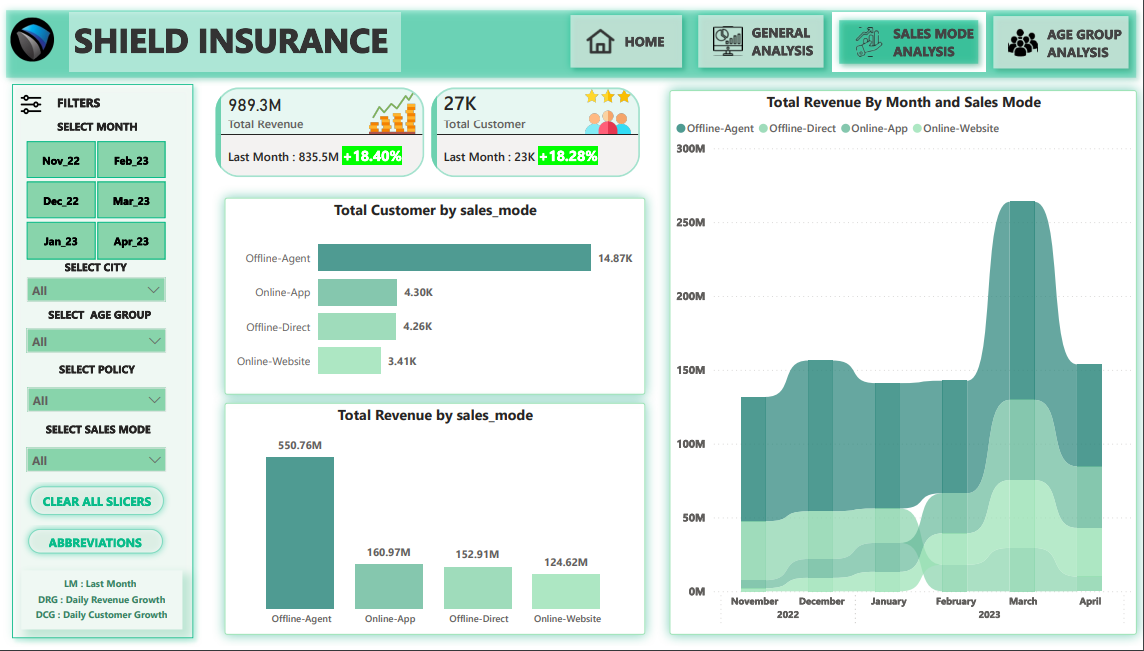 SHIELD INSURANCE
HOME
GENERAL
ANALYSIS
SALES MODE
ANALYSIS
AGE GROUP
ANALYSIS
FILTERS
SELECT MONTH
Nov_22
Feb_23
Dec_22
Mar_23
Jan_23
Apr_23
SELECT CITY
All
SELECT AGE GROUP
All
SELECT POLICY
All
SELECT SALES MODE
All
CLEAR ALL SLICERS
ABBREVIATIONS
LM : Last Month
DRG : Daily Revenue Growth
DCG : Daily Customer Growth
989.3M
Total Revenue
Last Month : 835.5M +18.40%
27K
Total Customer
Last Month : 23K +18.28%
Total Customer by sales_mode
Offline-Agent 14.87K
Online-App 4.30K
Offline-Direct 4.26K
Online-Website 3.41K
Total Revenue by sales_mode
550.76M
160.97M
152.91M
124.62M
Offline-Agent Online-App Offline-Direct Online-Website
Total Revenue By Month and Sales Mode
Offline-Agent Offline-Direct Online-App Online-Website
300M
250M
200M
150M
100M
50M
0M
November December January February March April
2022 2023